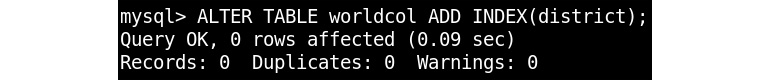 mysql> ALTER TABLE worldcol ADD INDEX(district);
Query OK, 0 rows affected (0.09 sec)
Records: 0  Duplicates: 0  Warnings: 0